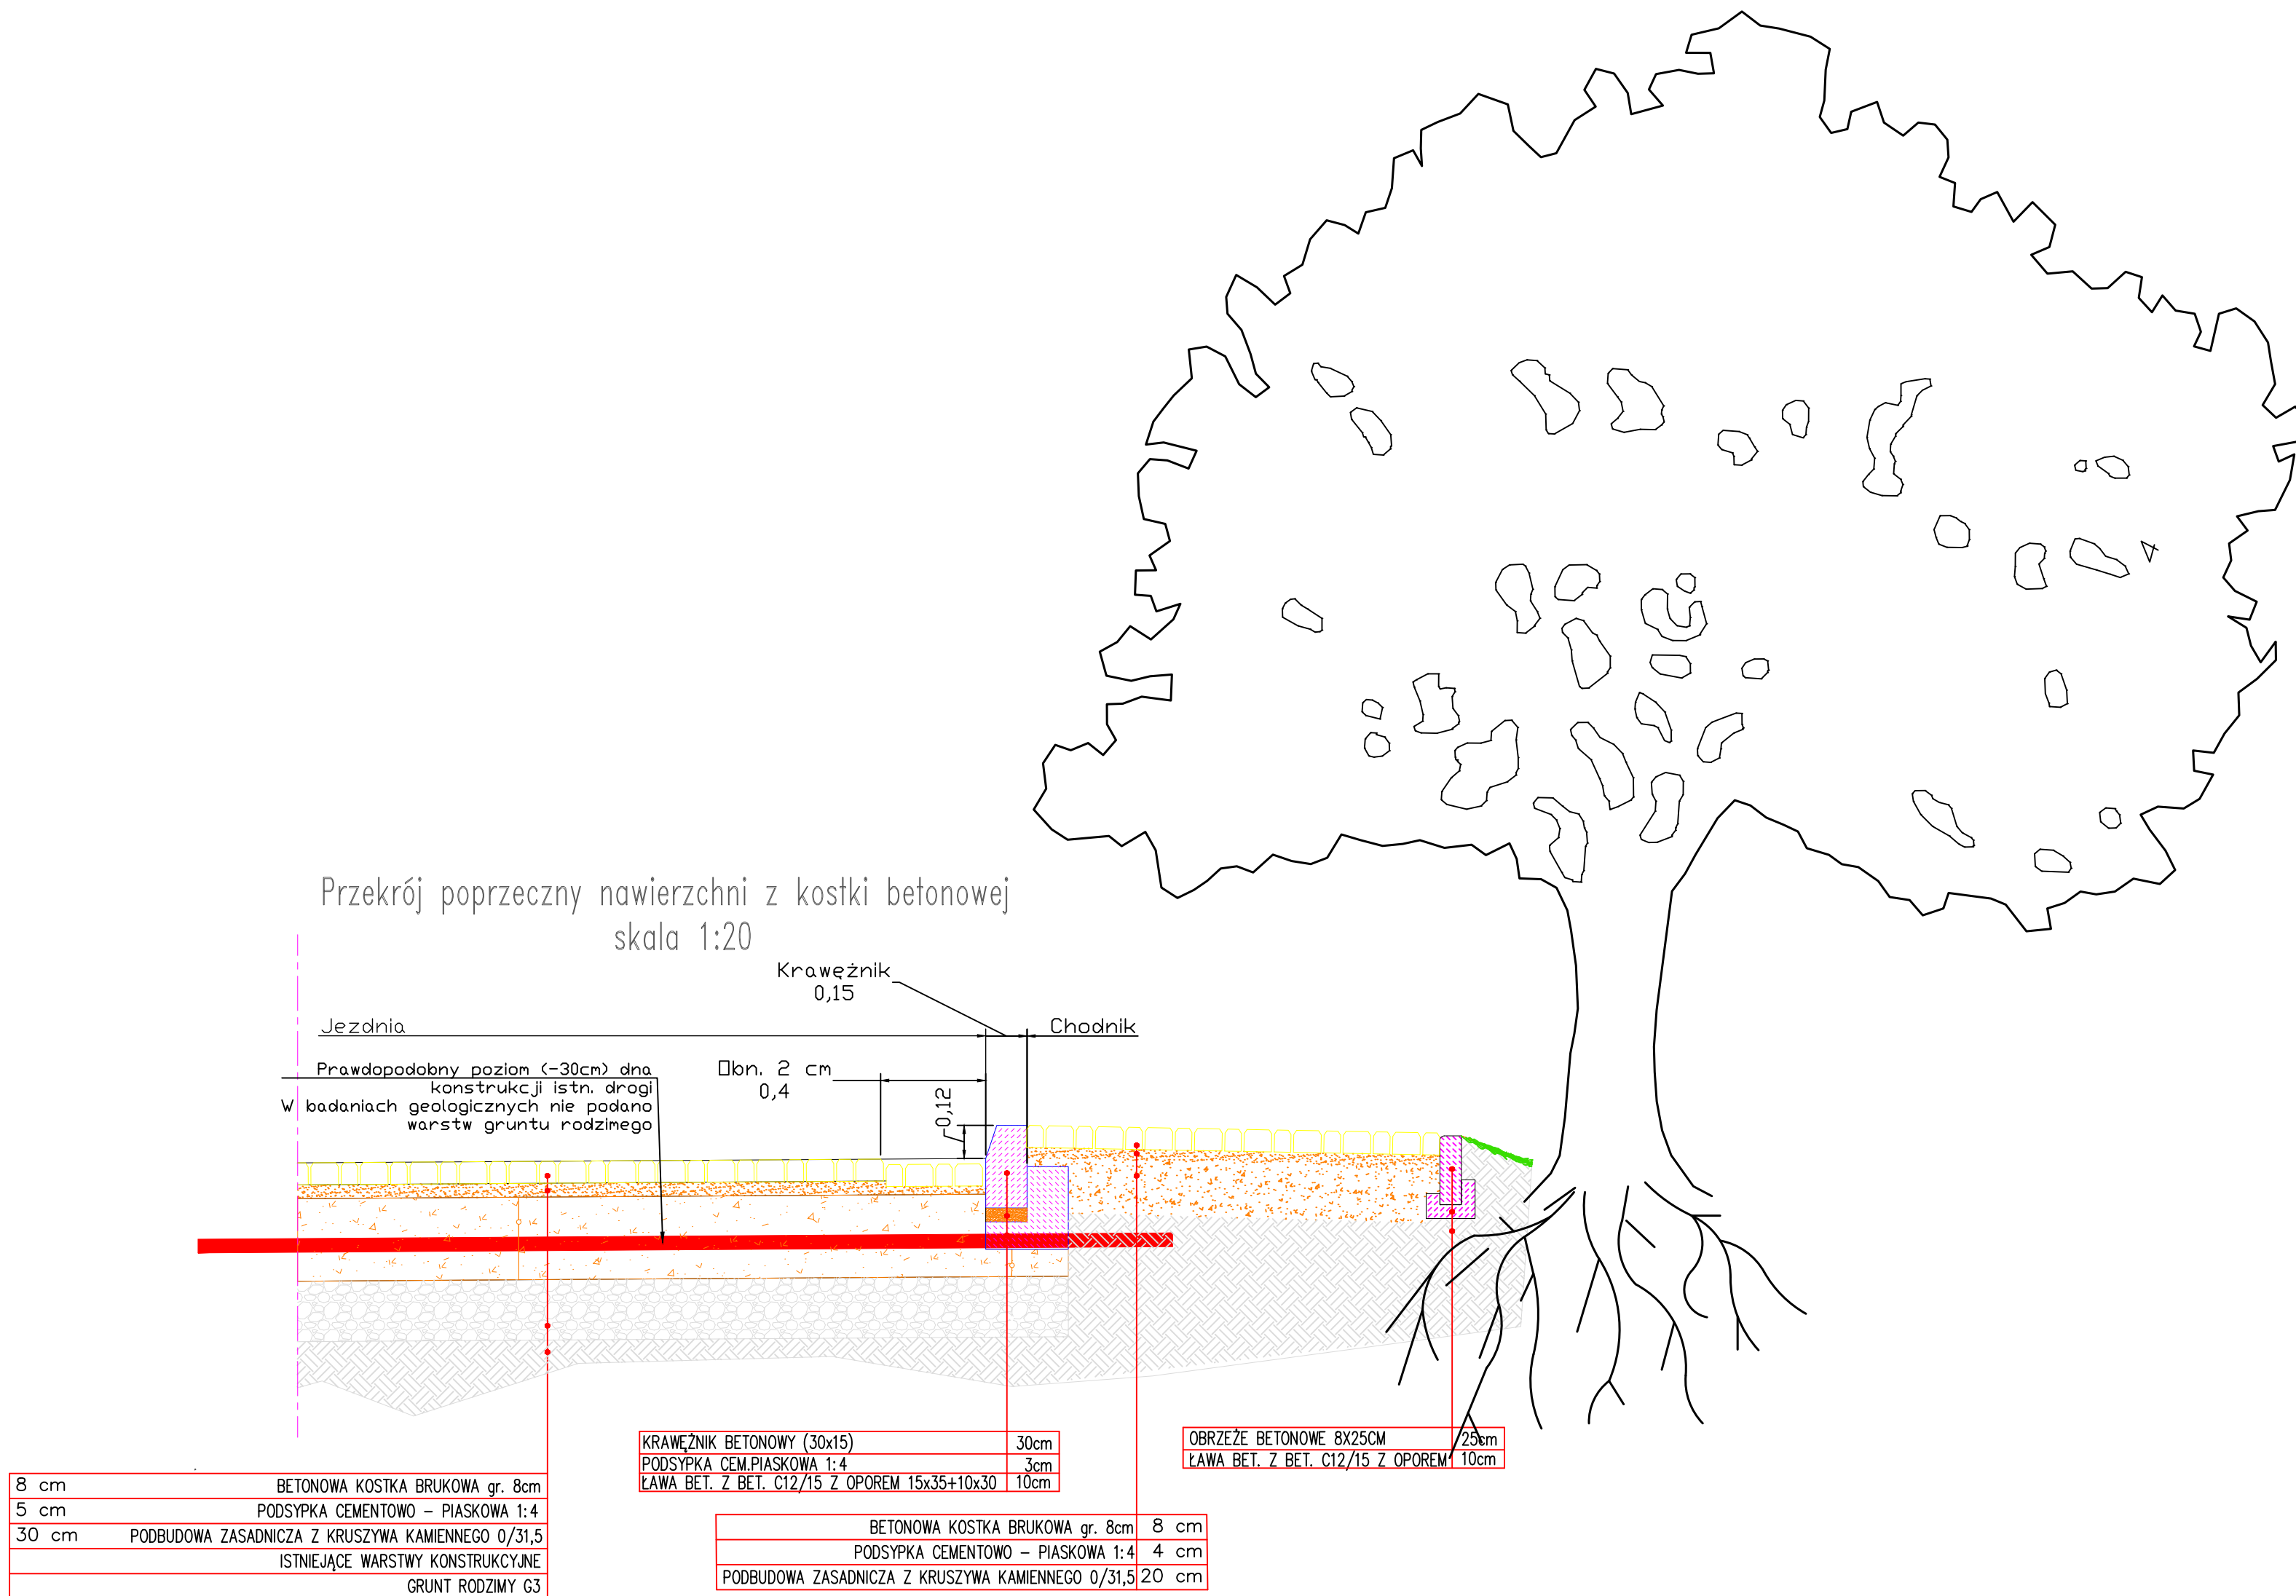 Przekrój poprzeczny nawierzchni z kostki betonowej
skala 1:20
Krawężnik
0,15
Jezdnia
Chodnik
Prawdopodobny poziom (-30cm) dna
konstrukcji istn. drogi
W badaniach geologicznych nie podano
warstw gruntu rodzimego
Obn. 2 cm
0,4
0,12
KRAWĘŻNIK BETONOWY (30x15) 30cm
PODSYPKA CEM.PIASKOWA 1:4 3cm
ŁAWA BET. Z BET. C12/15 Z OPOREM 15x35+10x30 10cm
OBRZEŻE BETONOWE 8X25CM 25cm
ŁAWA BET. Z BET. C12/15 Z OPOREM 10cm
8 cm BETONOWA KOSTKA BRUKOWA gr. 8cm
5 cm PODSYPKA CEMENTOWO – PIASKOWA 1:4
30 cm PODBUDOWA ZASADNICZA Z KRUSZYWA KAMIENNEGO 0/31,5
ISTNIEJĄCE WARSTWY KONSTRUKCYJNE
GRUNT RODZIMY G3
BETONOWA KOSTKA BRUKOWA gr. 8cm 8 cm
PODSYPKA CEMENTOWO – PIASKOWA 1:4 4 cm
PODBUDOWA ZASADNICZA Z KRUSZYWA KAMIENNEGO 0/31,5 20 cm